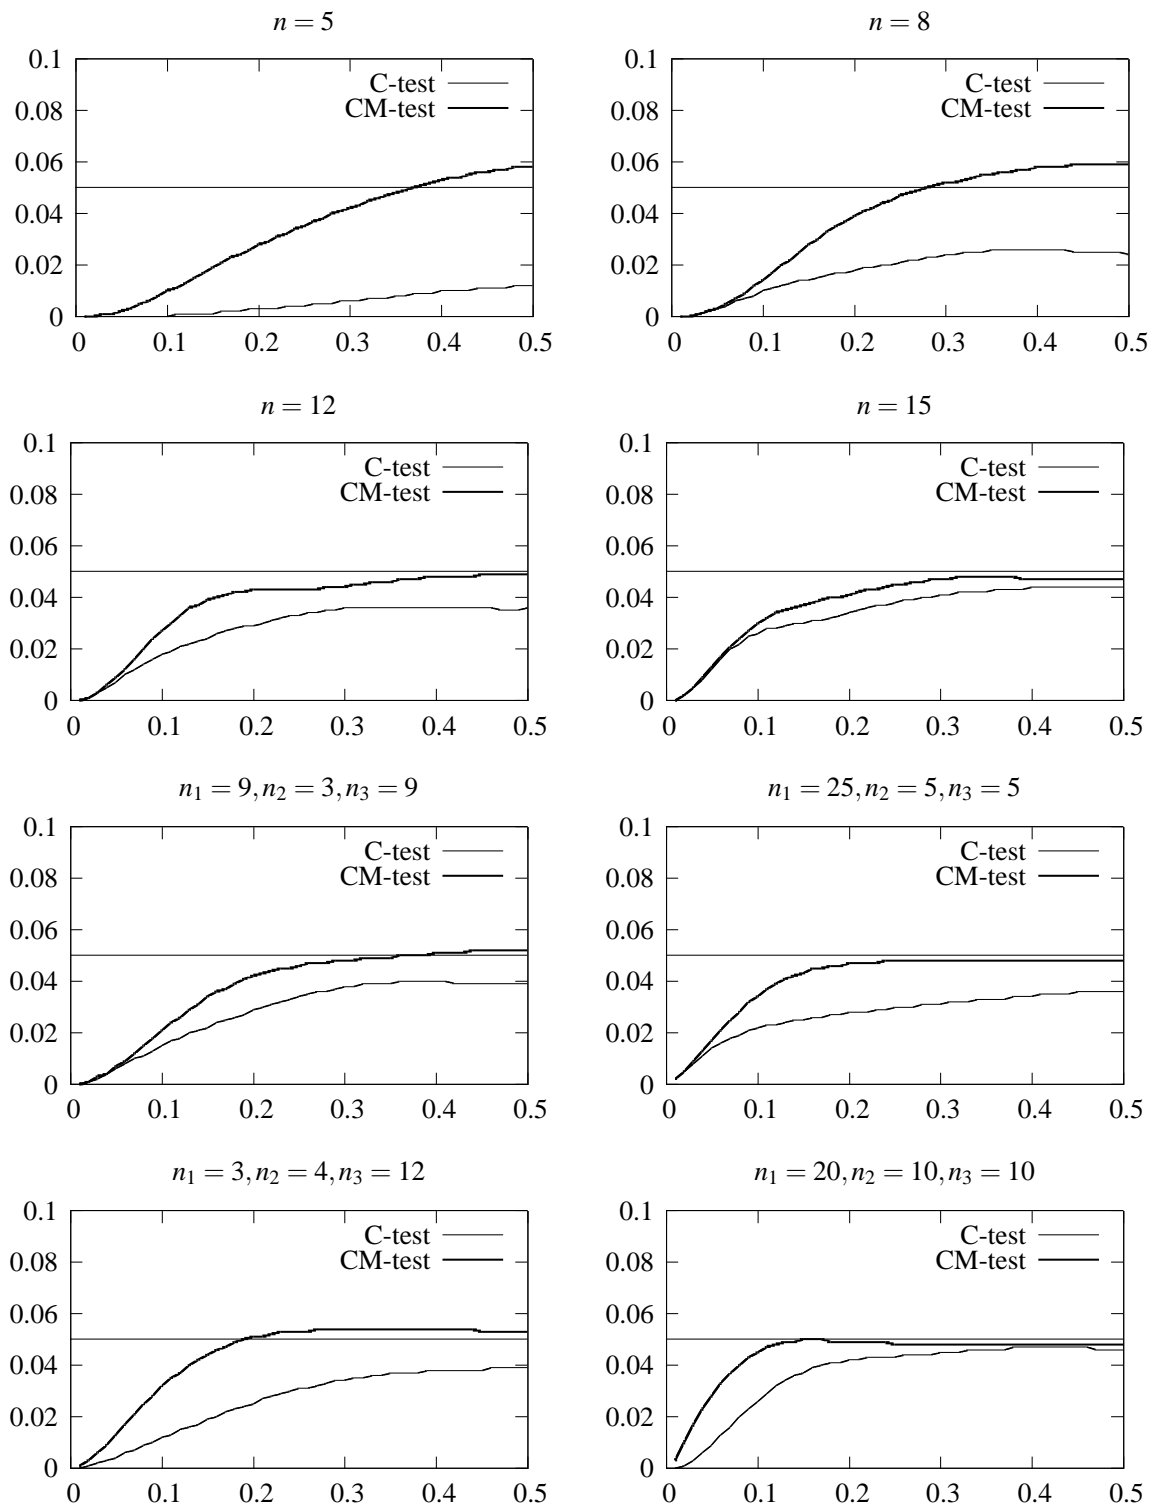 n = 5
0.1
0.08
0.06
0.04
0.02
0
0 0.1 0.2 0.3 0.4 0.5
C-test
CM-test
n = 8
0.1
0.08
0.06
0.04
0.02
0
0 0.1 0.2 0.3 0.4 0.5
C-test
CM-test
n = 12
0.1
0.08
0.06
0.04
0.02
0
0 0.1 0.2 0.3 0.4 0.5
C-test
CM-test
n = 15
0.1
0.08
0.06
0.04
0.02
0
0 0.1 0.2 0.3 0.4 0.5
C-test
CM-test
n₁ = 9, n₂ = 3, n₃ = 9
0.1
0.08
0.06
0.04
0.02
0
0 0.1 0.2 0.3 0.4 0.5
C-test
CM-test
n₁ = 25, n₂ = 5, n₃ = 5
0.1
0.08
0.06
0.04
0.02
0
0 0.1 0.2 0.3 0.4 0.5
C-test
CM-test
n₁ = 3, n₂ = 4, n₃ = 12
0.1
0.08
0.06
0.04
0.02
0
0 0.1 0.2 0.3 0.4 0.5
C-test
CM-test
n₁ = 20, n₂ = 10, n₃ = 10
0.1
0.08
0.06
0.04
0.02
0
0 0.1 0.2 0.3 0.4 0.5
C-test
CM-test